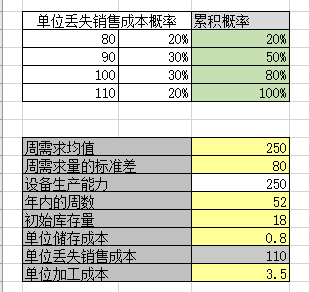 单位丢失销售成本概率 累积概率
80 20% 20%
90 30% 50%
100 30% 80%
110 20% 100%
周需求均值 250
周需求量的标准差 80
设备生产能力 250
年内的周数 52
初始库存量 18
单位储存成本 0.8
单位丢失销售成本 110
单位加工成本 3.5